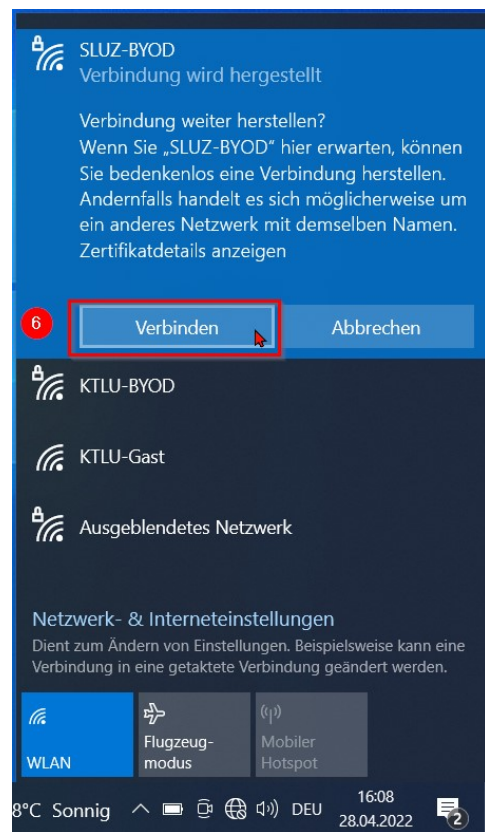 SLUZ-BYOD
Verbindung wird hergestellt
Verbindung weiter herstellen?
Wenn Sie „SLUZ-BYOD" hier erwarten, können
Sie bedenkenlos eine Verbindung herstellen.
Andernfalls handelt es sich möglicherweise um
ein anderes Netzwerk mit demselben Namen.
Zertifikatdetails anzeigen
6
Verbinden
Abbrechen
KTLU-BYOD
KTLU-Gast
Ausgeblendetes Netzwerk
Netzwerk- & Interneteinstellungen
Dient zum Ändern von Einstellungen. Beispielsweise kann eine
Verbindung in eine getaktete Verbindung geändert werden.
WLAN
Flugzeug-
modus
Mobiler
Hotspot
8°C Sonnig
DEU
16:08
28.04.2022
2